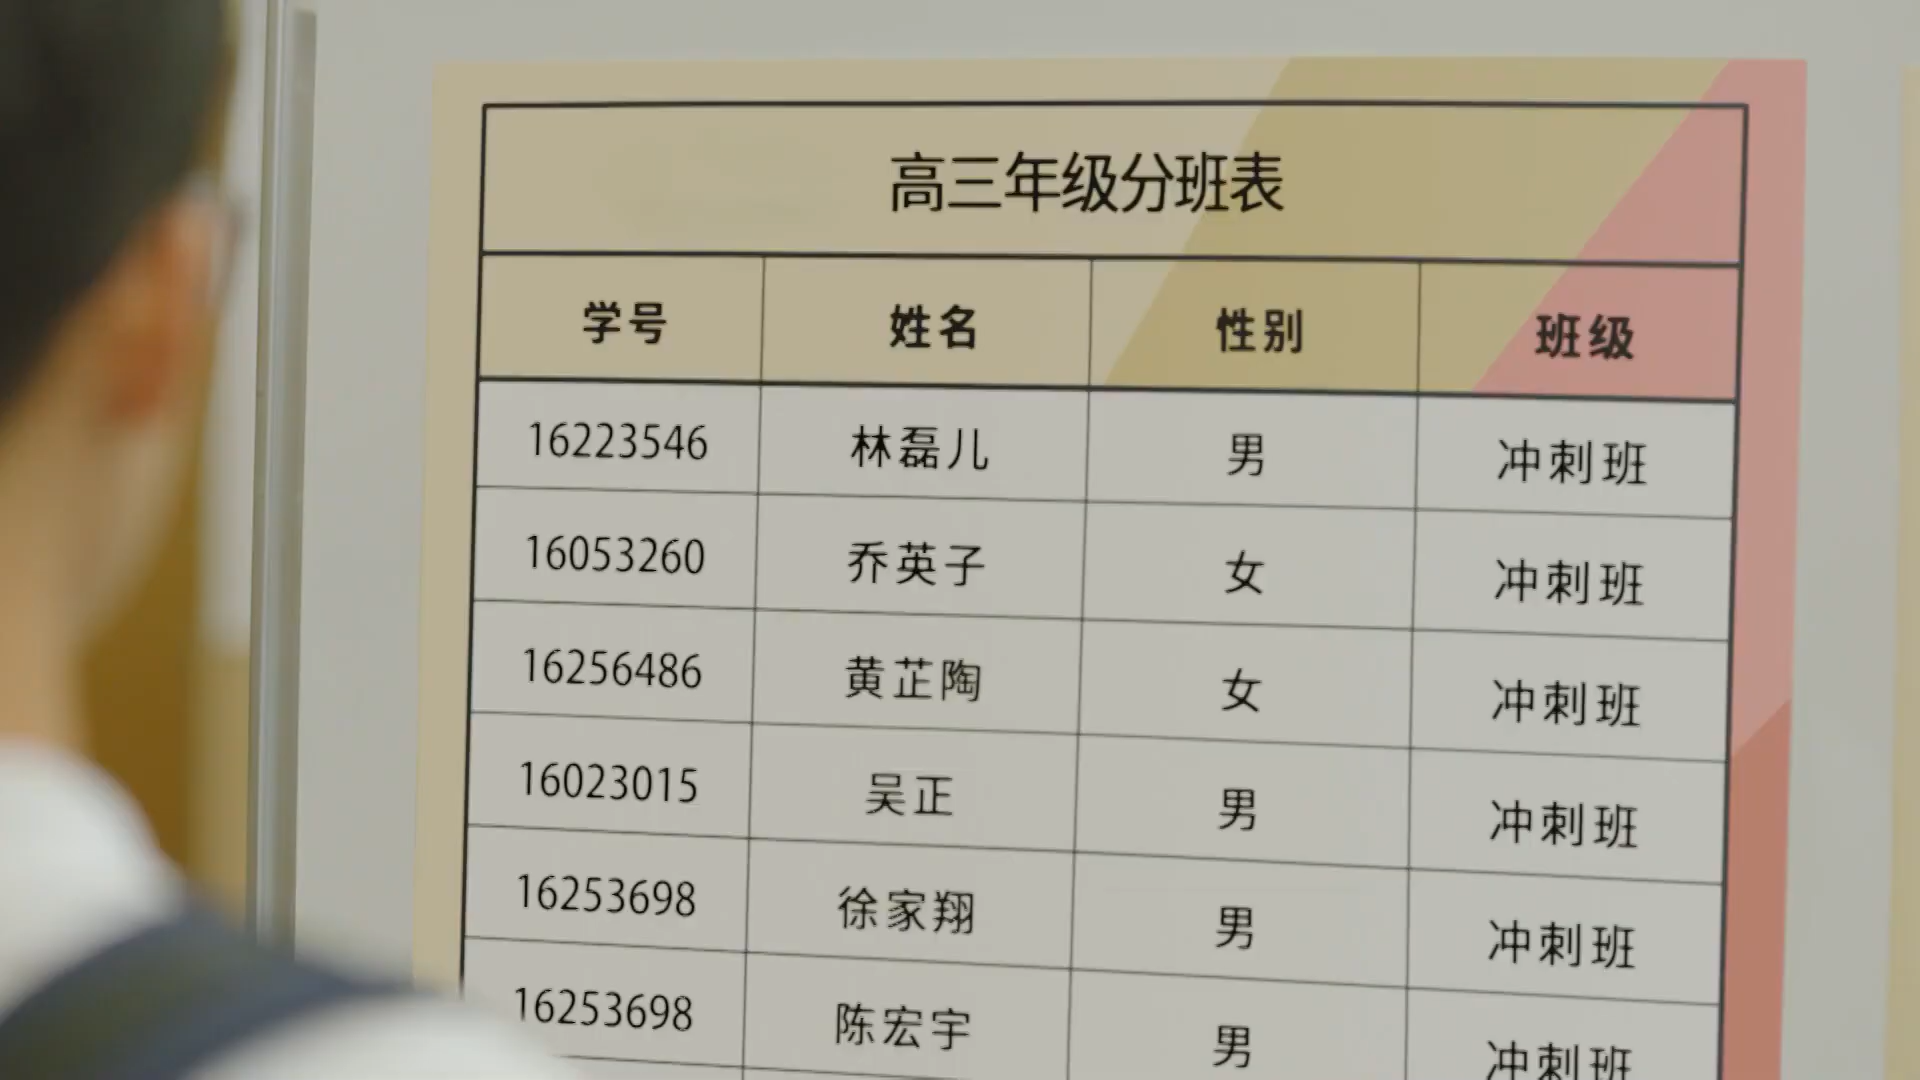 高三年级分班表
学号 姓名 性别 班级
16223546 林磊儿 男 冲刺班
16053260 乔英子 女 冲刺班
16256486 黄芷陶 女 冲刺班
16023015 吴正 男 冲刺班
16253698 徐家翔 男 冲刺班
16253698 陈宏宇 男 冲刺班